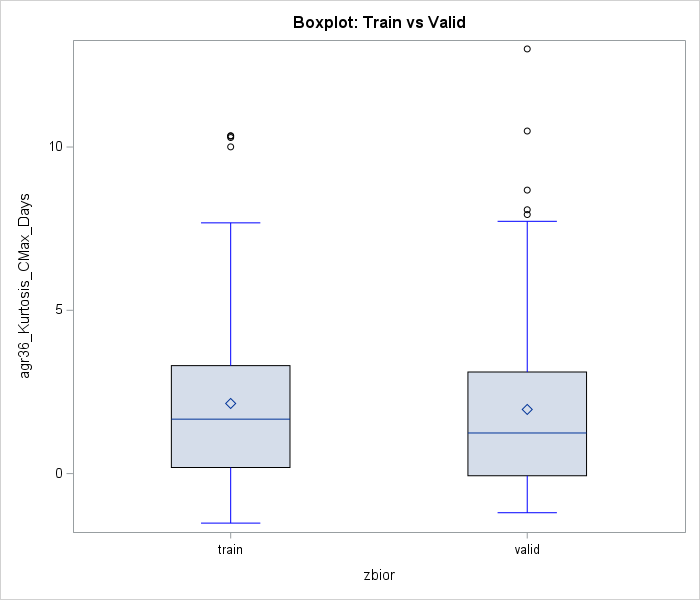 Boxplot: Train vs Valid
agr36_Kurtosis_CMax_Days
10
5
0
train
valid
zbior